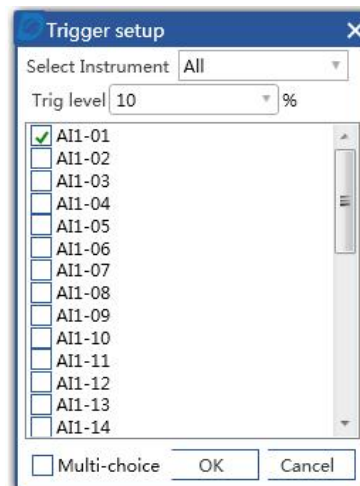 Trigger setup
Select Instrument All
Trig level 10 %
AI1-01
AI1-02
AI1-03
AI1-04
AI1-05
AI1-06
AI1-07
AI1-08
AI1-09
AI1-10
AI1-11
AI1-12
AI1-13
AI1-14
Multi-choice OK Cancel